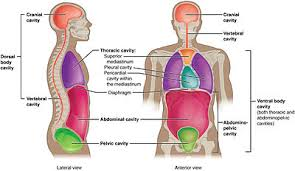 Cranial
cavity
Dorsal
body
cavity
Vertebral
cavity
Thoracic cavity:
Superior
mediastinum
Pleural cavity
Pericardial
cavity within
the mediastinum
Diaphragm
Abdominal cavity
Pelvic cavity
Lateral view
Cranial
cavity
Vertebral
cavity
Ventral body
cavity
(both thoracic and
abdominopelvic
cavities)
Abdomino-
pelvic cavity
Anterior view